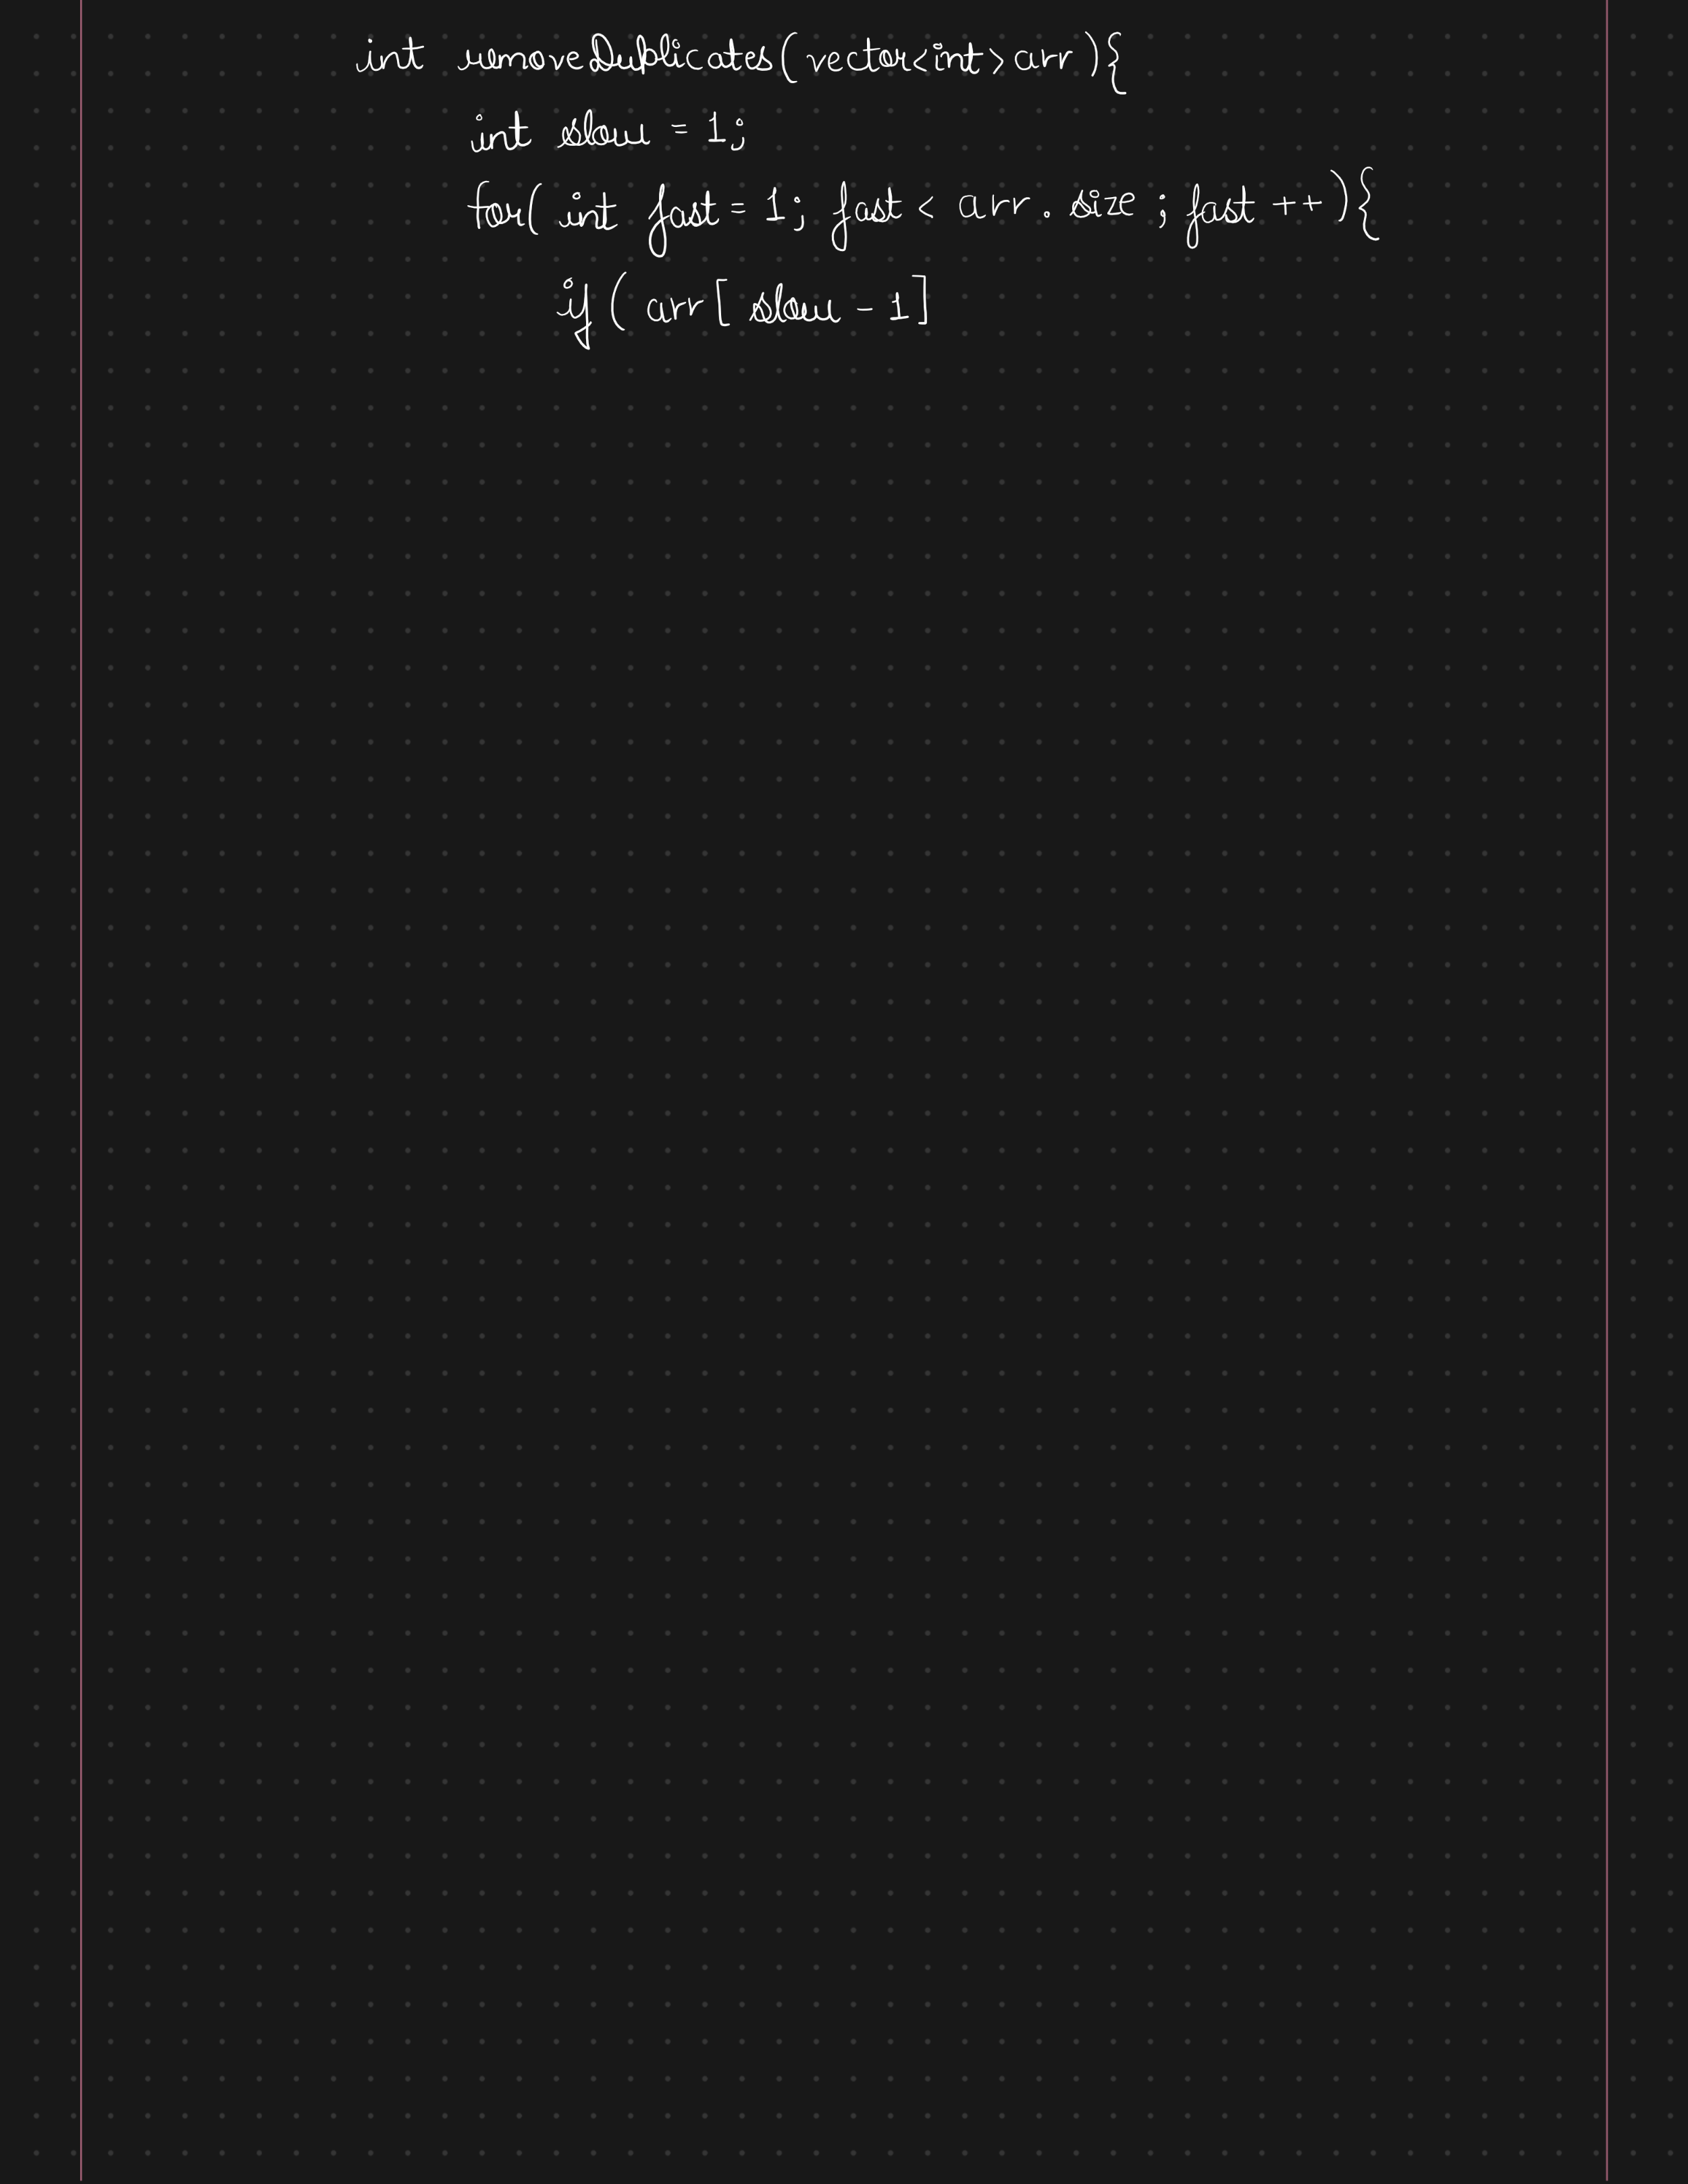 int removeDuplicates(vector<int>arr){
int slow = 1;
for( int fast = 1; fast < arr. size ; fast ++){
if ( arr[ slow - 1]